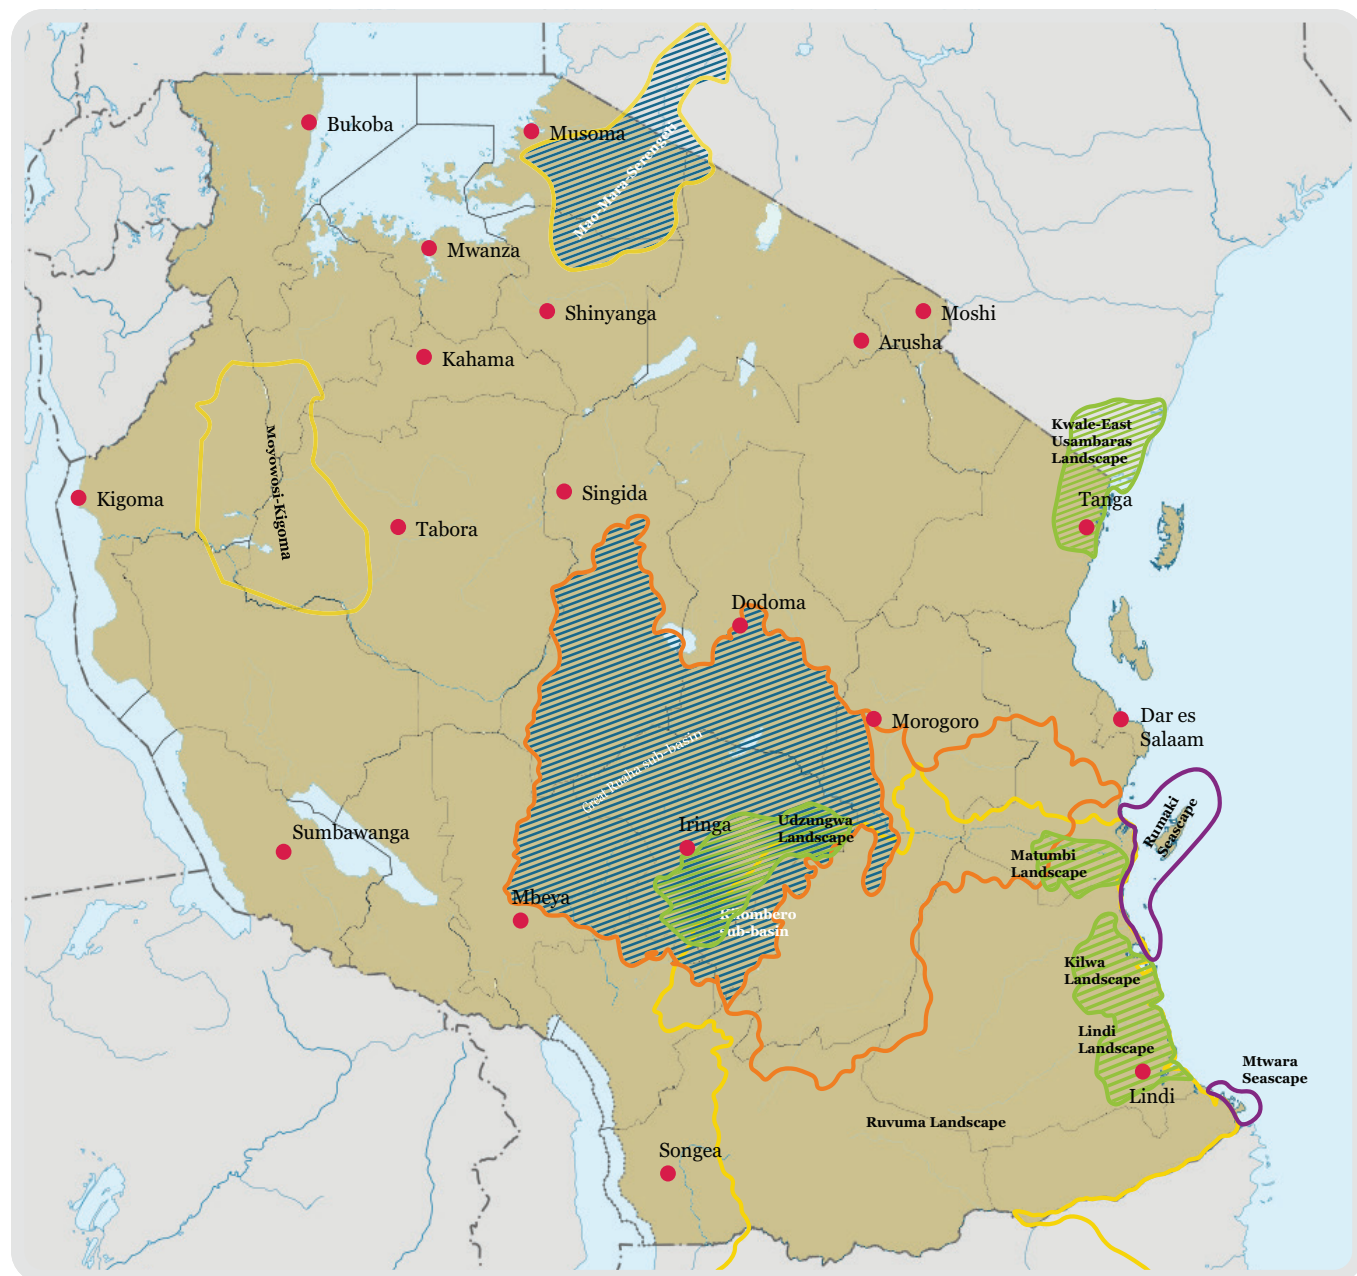 Bukoba
Musoma
Mao-Mara-Serengeti
Mwanza
Shinyanga
Moshi
Arusha
Kahama
Kwale-East
Usambaras
Landscape
Moyowosi-Kigoma
Kigoma
Singida
Tanga
Tabora
Dodoma
Morogoro
Dar es
Salaam
Great Ruaha sub-basin
Rumaki
Seascape
Sumbawanga
Iringa
Udzungwa
Landscape
Matumbi
Landscape
Mbeya
Kilombero
sub-basin
Kilwa
Landscape
Lindi
Landscape
Mtwara
Seascape
Lindi
Ruvuma Landscape
Songea